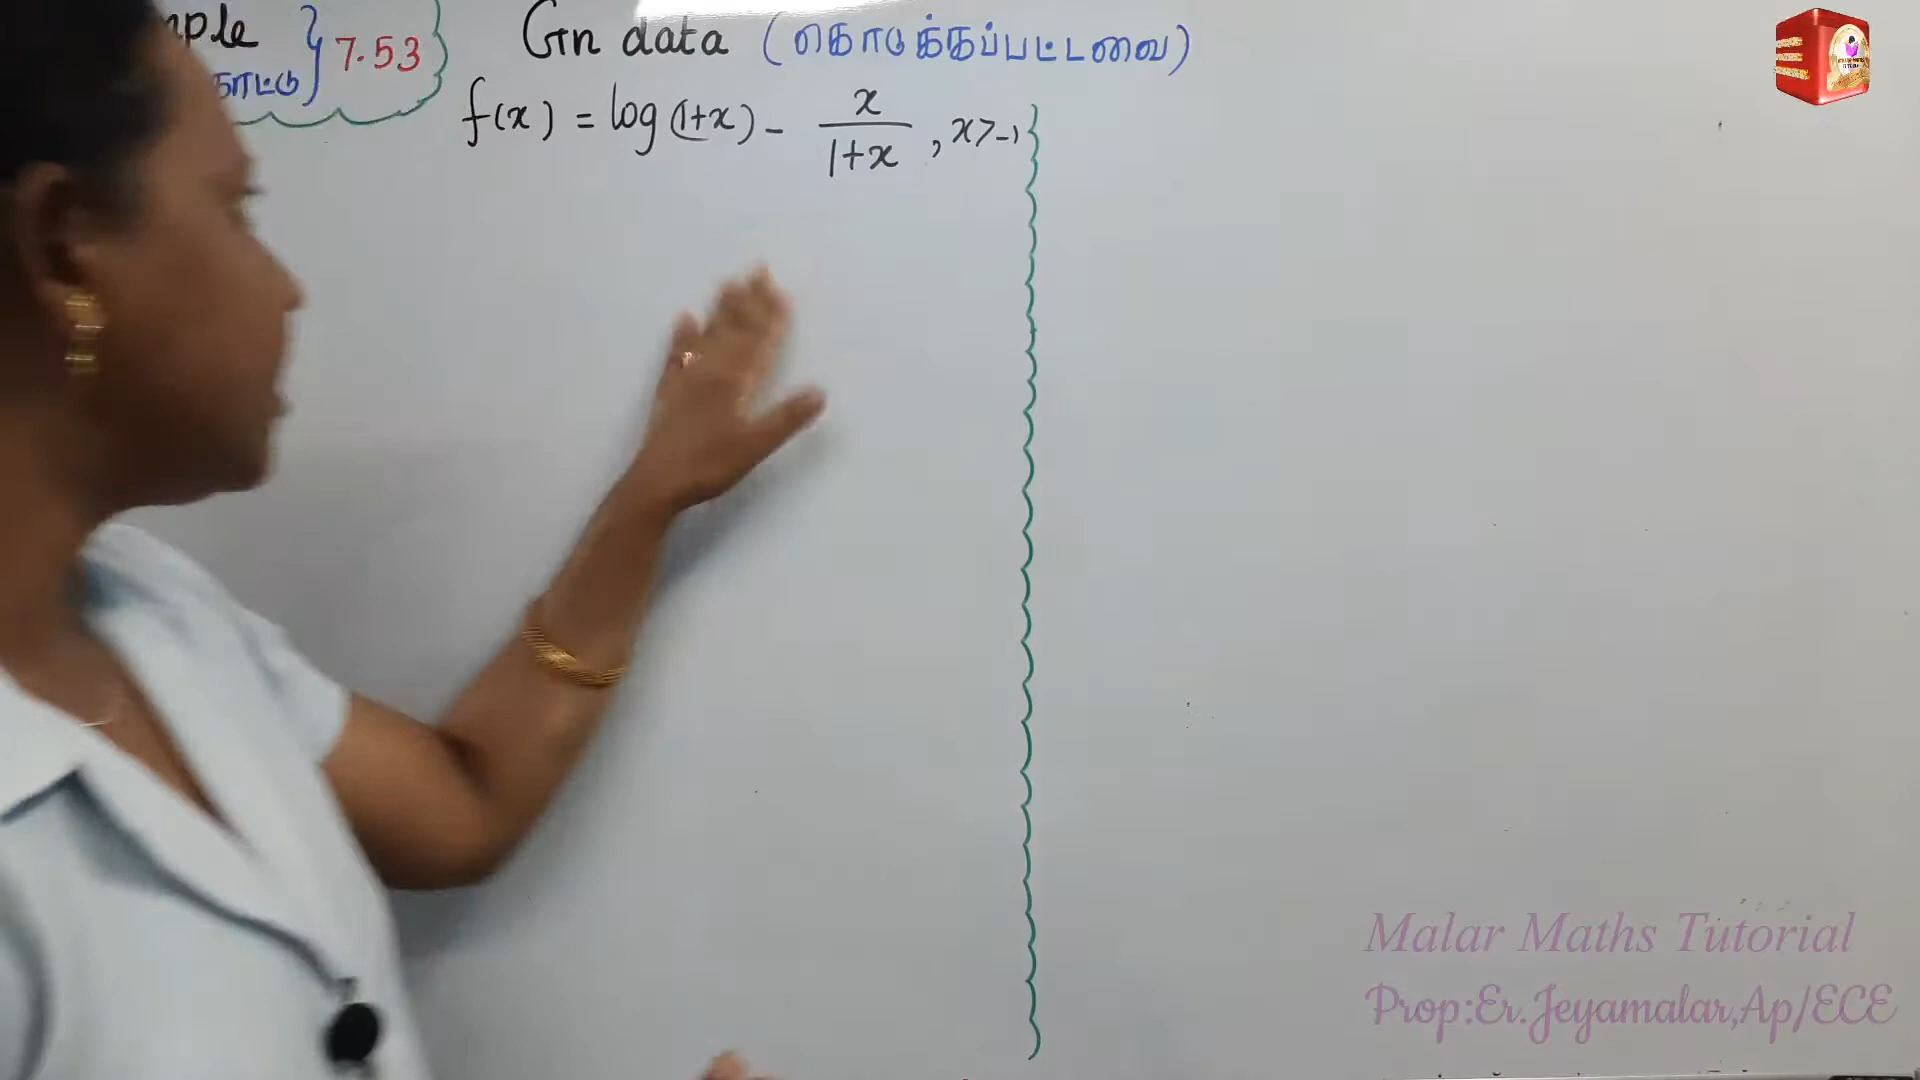 7.53
Gn data (கொடுக்கப்பட்டவை)
f(x) = log(1+x) - x/(1+x), x>-1
Malar Maths Tutorial
Prop:Er.Jeyamalar,Ap/ECE